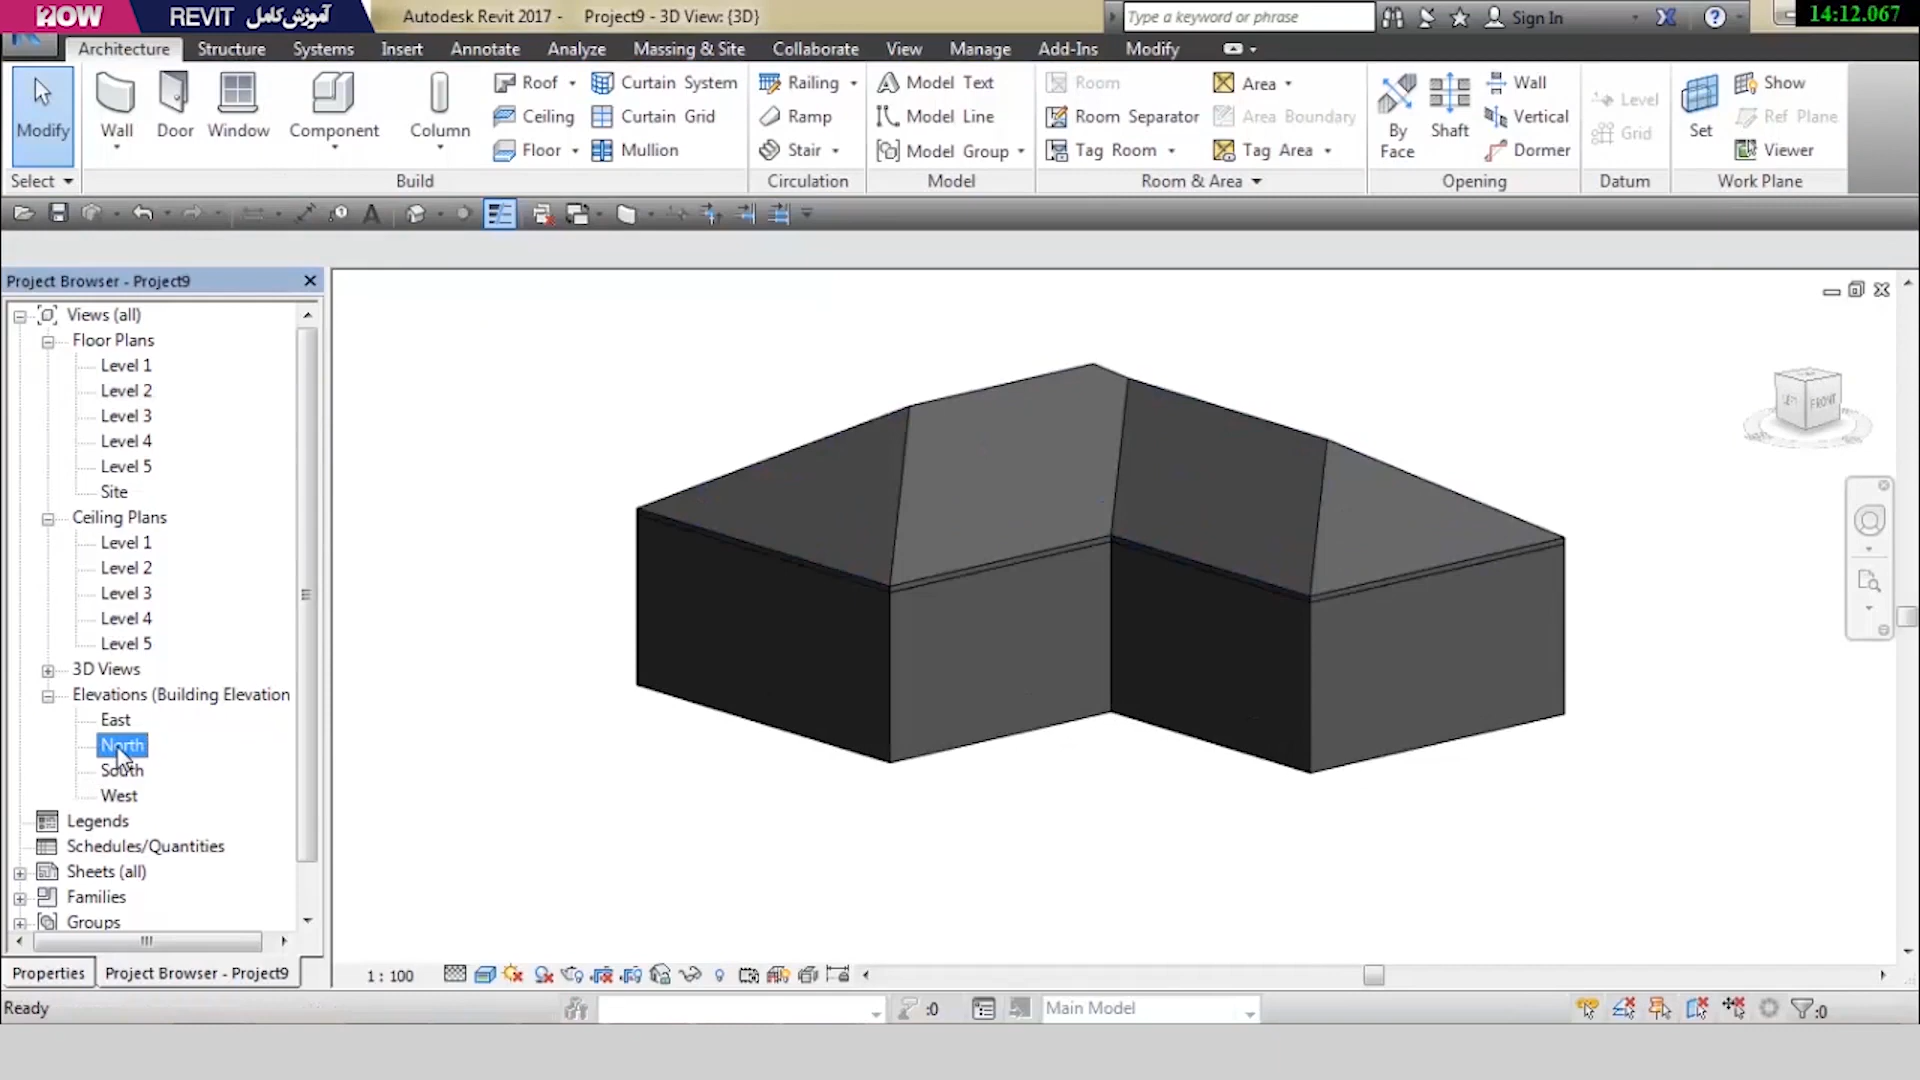 2OW REVIT آموزش کامل
Autodesk Revit 2017 - Project9 - 3D View: {3D}
Type a keyword or phrase
Sign In
14:12.067
Architecture Structure Systems Insert Annotate Analyze Massing & Site Collaborate View Manage Add-Ins Modify
Modify
Wall
Door
Window
Component
Column
Roof
Ceiling
Floor
Curtain System
Curtain Grid
Mullion
Railing
Ramp
Stair
Model Text
Model Line
Model Group
Room
Room Separator
Tag Room
Area
Area Boundary
Tag Area
By Face
Shaft
Wall
Vertical
Dormer
Level
Grid
Set
Show
Ref Plane
Viewer
Select Build Circulation Model Room & Area Opening Datum Work Plane
Project Browser - Project9
Views (all)
Floor Plans
Level 1
Level 2
Level 3
Level 4
Level 5
Site
Ceiling Plans
Level 1
Level 2
Level 3
Level 4
Level 5
3D Views
Elevations (Building Elevation
East
North
South
West
Legends
Schedules/Quantities
Sheets (all)
Families
Groups
LEFT FRONT
Properties Project Browser - Project9
1 : 100
Ready
:0
Main Model
:0